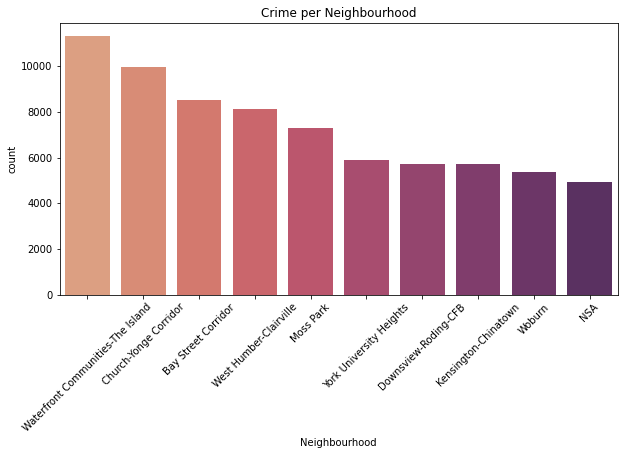 Crime per Neighbourhood
count
10000
8000
6000
4000
2000
0
Waterfront Communities-The Island
Church-Yonge Corridor
Bay Street Corridor
West Humber-Clairville
Moss Park
York University Heights
Downsview-Roding-CFB
Kensington-Chinatown
Woburn
NSA
Neighbourhood